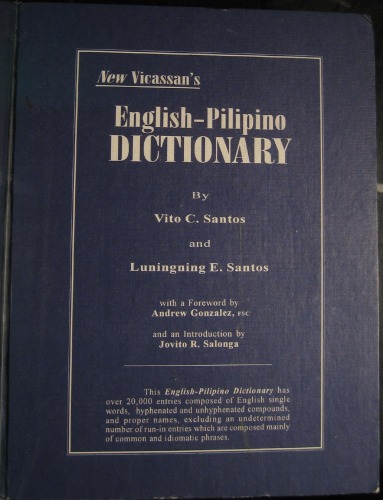 New Vicassan's
English–Pilipino
DICTIONARY
By
Vito C. Santos
and
Luningning E. Santos
with a Foreword by
Andrew Gonzalez, FSC
and an Introduction by
Jovito R. Salonga
This English-Pilipino Dictionary has
over 20,000 entries composed of English single
words, hyphenated and unhyphenated compounds,
and proper names, excluding an undetermined
number of run-in entries which are composed mainly
of common and idiomatic phrases.